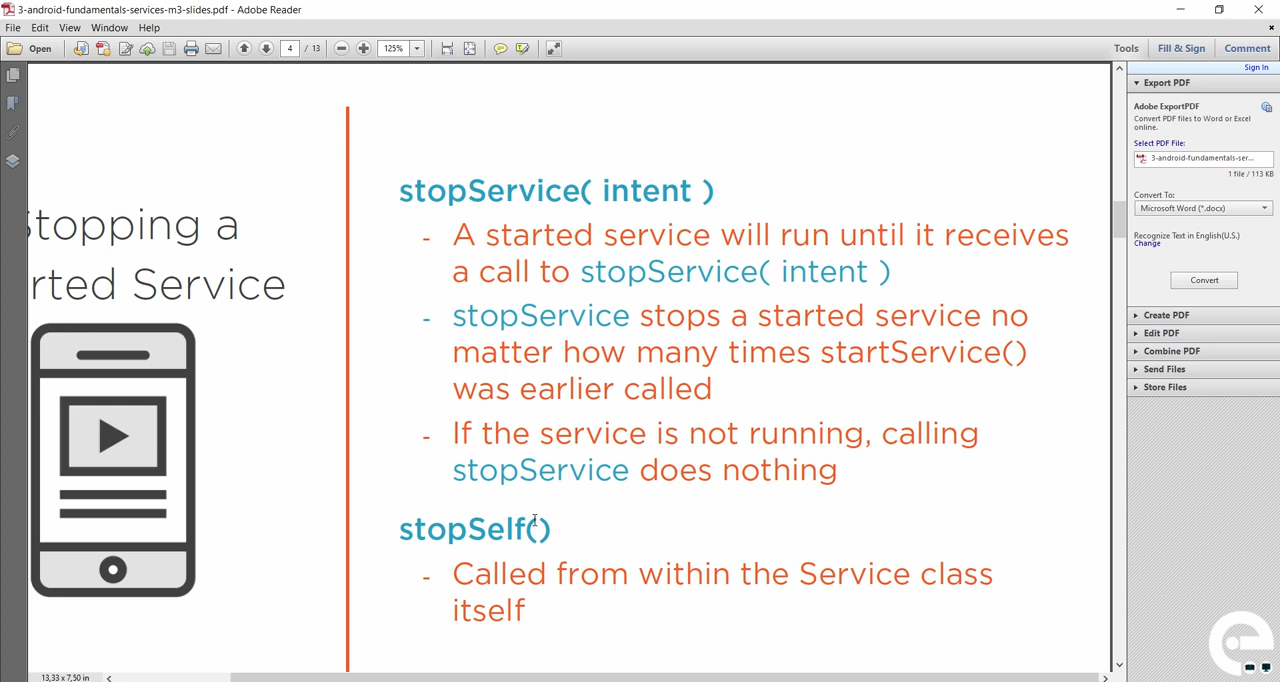 3-android-fundamentals-services-m3-slides.pdf - Adobe Reader
File Edit View Window Help
Open 4 / 13 125% Tools Fill & Sign Comment
Sign In
Export PDF
Adobe ExportPDF
Convert PDF files to Word or Excel
online.
Select PDF File:
3-android-fundamentals-ser...
1 file / 113 KB
Convert To:
Microsoft Word (*.docx)
Recognize Text in English(U.S.)
Change
Convert
Create PDF
Edit PDF
Combine PDF
Send Files
Store Files
Stopping a
rted Service
stopService( intent )
- A started service will run until it receives
a call to stopService( intent )
- stopService stops a started service no
matter how many times startService()
was earlier called
- If the service is not running, calling
stopService does nothing
stopSelf()
- Called from within the Service class
itself
13,33 x 7,50 in